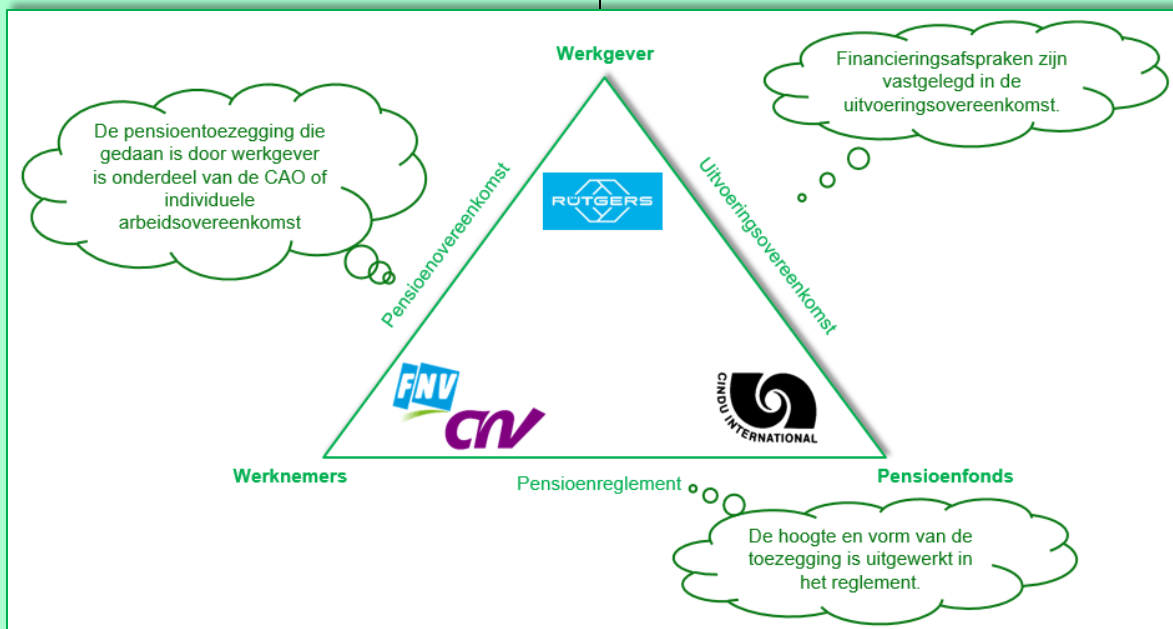 Werkgever
Financieringsafspraken zijn
vastgelegd in de
uitvoeringsovereenkomst.
De pensioentoezegging die
gedaan is door werkgever
is onderdeel van de CAO of
individuele
arbeidsovereenkomst
Pensioenovereenkomst
RÜTGERS
Uitvoeringsovereenkomst
FNV
CNV
CINDU INTERNATIONAL
Werknemers
Pensioenreglement
Pensioenfonds
De hoogte en vorm van de
toezegging is uitgewerkt in
het reglement.